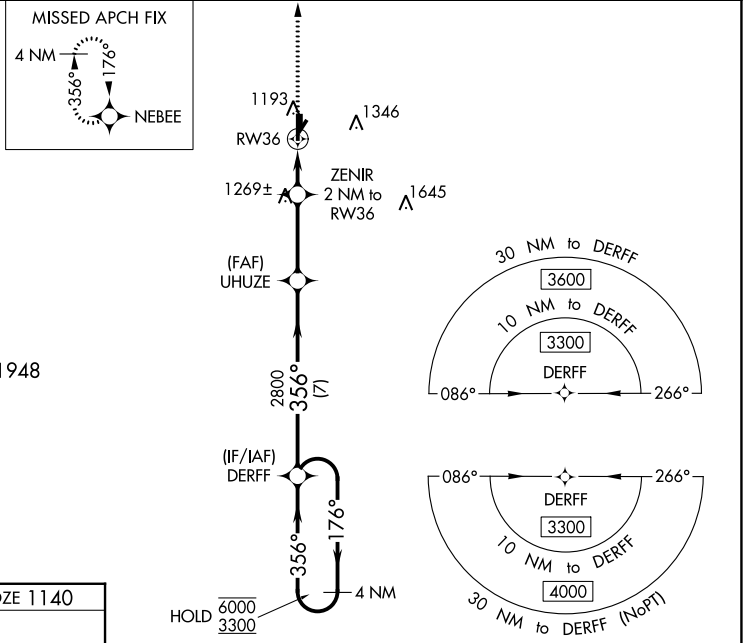 MISSED APCH FIX
4 NM
356°
176°
NEBEE
1193
1346
RW36
1269±
ZENIR
2 NM to
RW36
1645
(FAF)
UHUZE
30 NM to DERFF
3600
10 NM to DERFF
3300
DERFF
086°
266°
1948
2800
356°
(7)
(IF/IAF)
DERFF
086°
266°
DERFF
3300
10 NM to DERFF
4000
30 NM to DERFF (NoPT)
356°
176°
4 NM
HOLD 6000
3300
1140